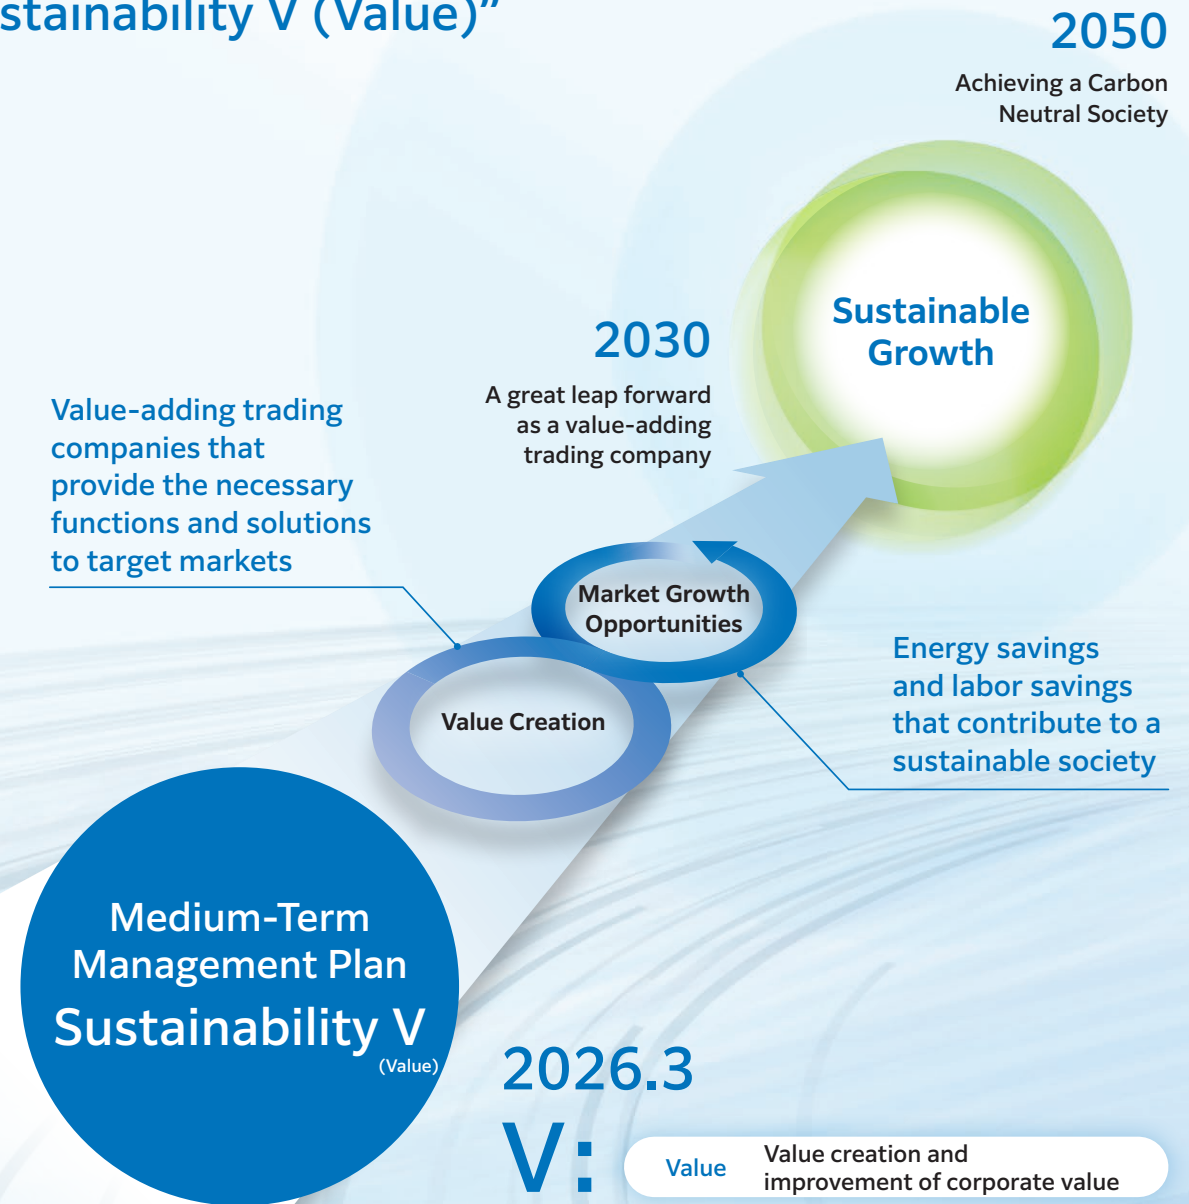 stainability V (Value)”
2050
Achieving a Carbon
Neutral Society
Sustainable
Growth
2030
A great leap forward
as a value-adding
trading company
Value-adding trading
companies that
provide the necessary
functions and solutions
to target markets
Market Growth
Opportunities
Energy savings
and labor savings
that contribute to a
sustainable society
Value Creation
Medium-Term
Management Plan
Sustainability V
(Value)
2026.3
V:
Value
Value creation and
improvement of corporate value